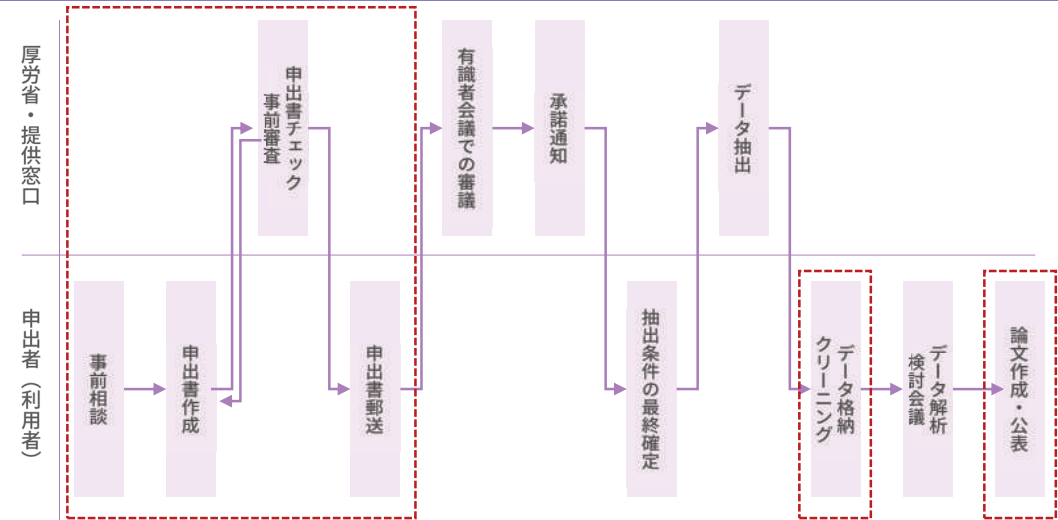 厚労省・提供窓口
申出書チェック
事前審査
有識者会議での審議
承諾通知
データ抽出
申出者（利用者）
事前相談
申出書作成
申出書郵送
抽出条件の最終確定
データ格納
クリーニング
データ解析
検討会議
論文作成・公表